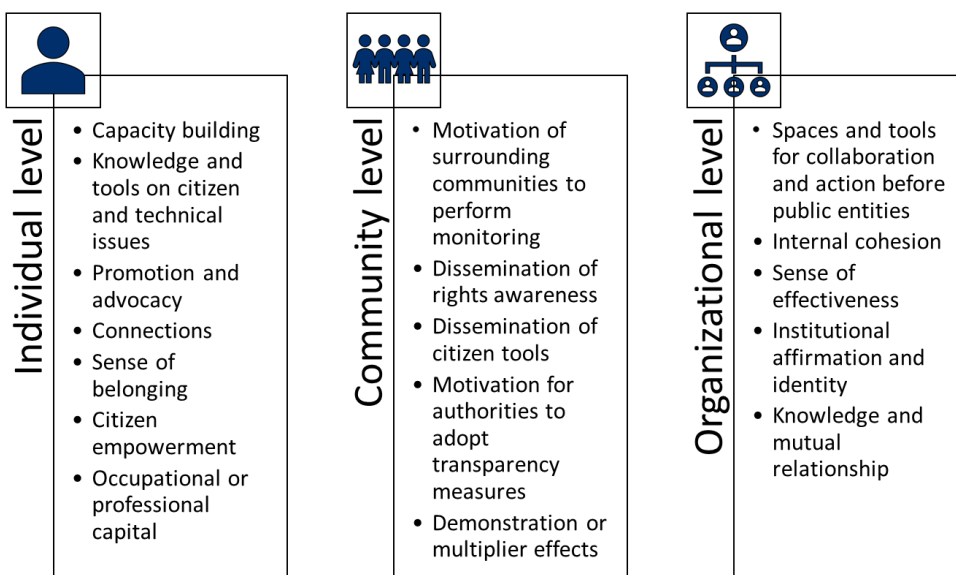 Individual level
• Capacity building
• Knowledge and
tools on citizen
and technical
issues
• Promotion and
advocacy
• Connections
• Sense of
belonging
• Citizen
empowerment
• Occupational or
professional
capital
Community level
• Motivation of
surrounding
communities to
perform
monitoring
• Dissemination of
rights awareness
• Dissemination of
citizen tools
• Motivation for
authorities to
adopt
transparency
measures
• Demonstration or
multiplier effects
Organizational level
• Spaces and tools
for collaboration
and action before
public entities
• Internal cohesion
• Sense of
effectiveness
• Institutional
affirmation and
identity
• Knowledge and
mutual
relationship